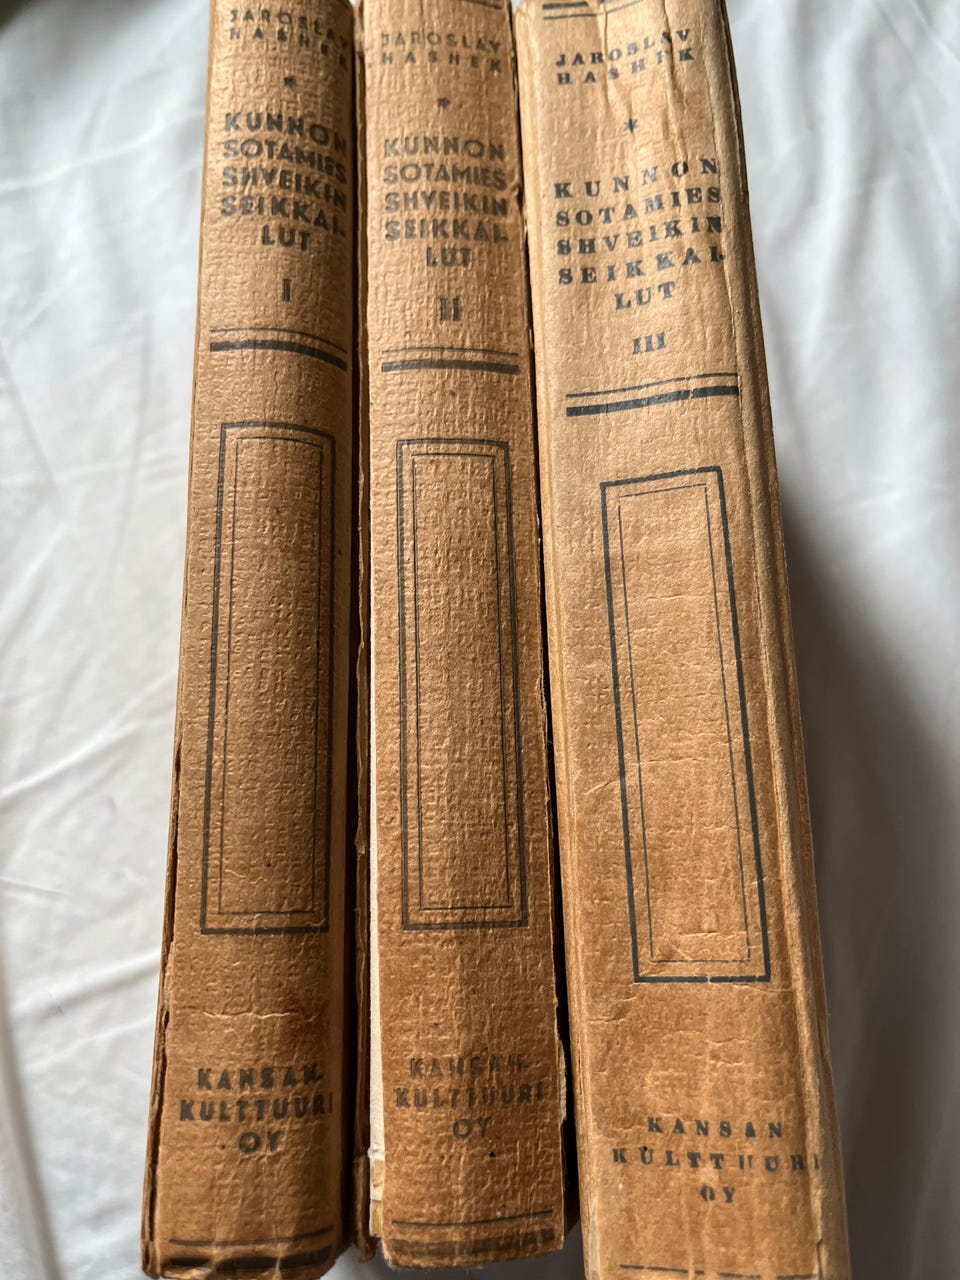 JAROSLAV
HASHEK
*
KUNNON
SOTAMIES
SHVEIKIN
SEIKKAL
LUT
I
KANSAN-
KULTTUURI
OY
JAROSLAV
HASHEK
*
KUNNON
SOTAMIES
SHVEIKIN
SEIKKAL
LUT
II
KANSAN-
KULTTUURI
OY
JAROSLAV
HASHEK
*
KUNNON
SOTAMIES
SHVEIKIN
SEIKKAL
LUT
III
KANSAN
KULTTUURI
OY